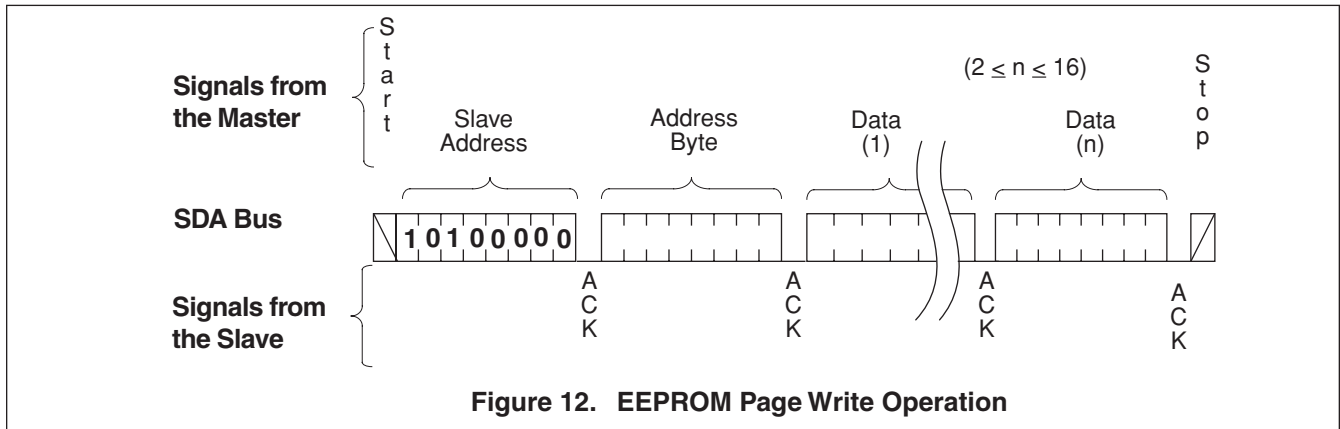 Start
Signals from
the Master
Slave
Address
Address
Byte
Data
(1)
(2 ≤ n ≤ 16)
Data
(n)
Stop
SDA Bus
10100000
Signals from
the Slave
ACK
ACK
ACK
ACK
Figure 12. EEPROM Page Write Operation